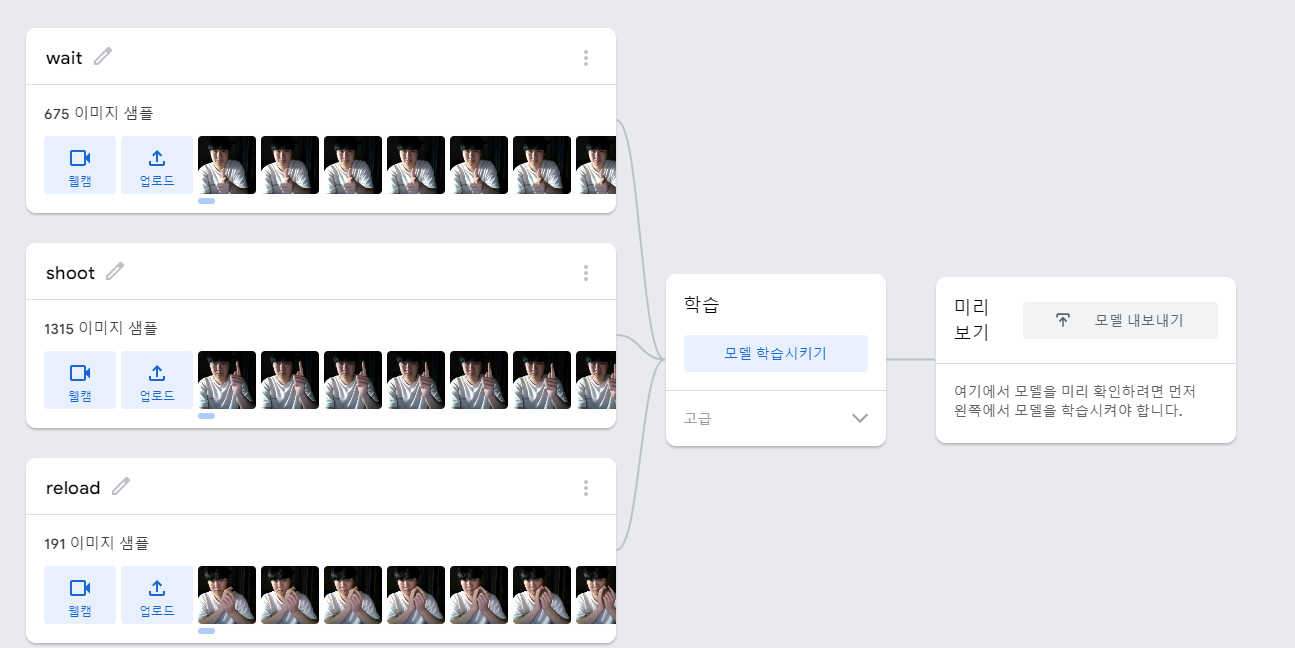 wait
675 이미지 샘플
웹캠
업로드
shoot
1315 이미지 샘플
웹캠
업로드
reload
191 이미지 샘플
웹캠
업로드
학습
모델 학습시키기
고급
미리
보기
모델 내보내기
여기에서 모델을 미리 확인하려면 먼저
왼쪽에서 모델을 학습시켜야 합니다.